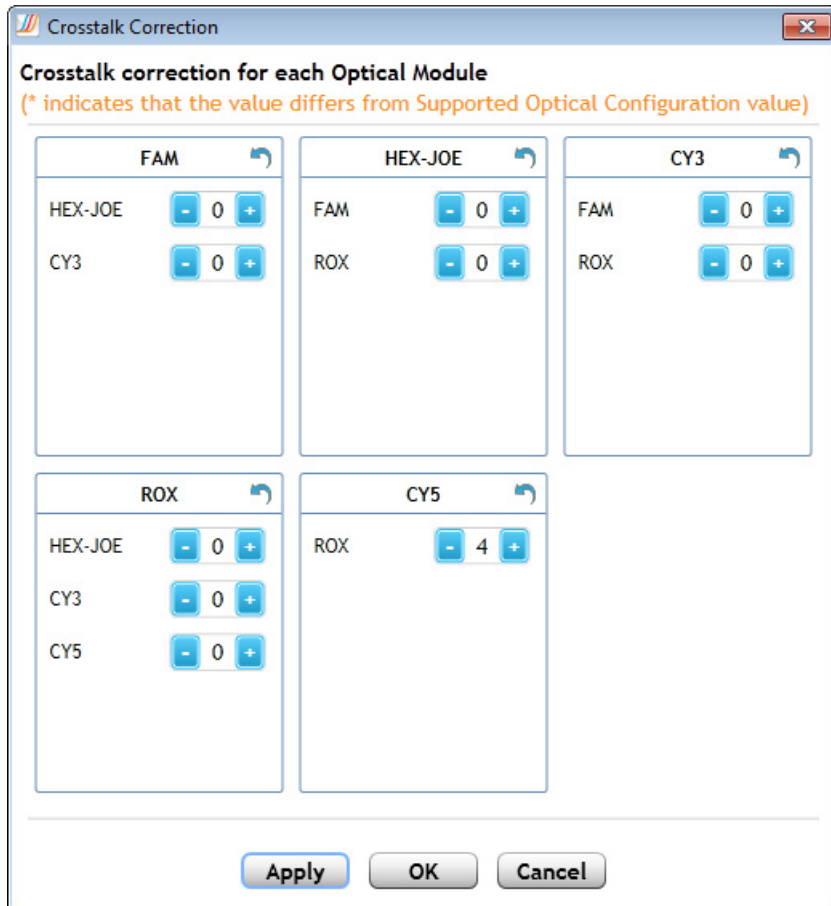 Crosstalk Correction
Crosstalk correction for each Optical Module
(* indicates that the value differs from Supported Optical Configuration value)
FAM
HEX-JOE - 0 +
CY3 - 0 +
HEX-JOE
FAM - 0 +
ROX - 0 +
CY3
FAM - 0 +
ROX - 0 +
ROX
HEX-JOE - 0 +
CY3 - 0 +
CY5 - 0 +
CY5
ROX - 4 +
Apply OK Cancel